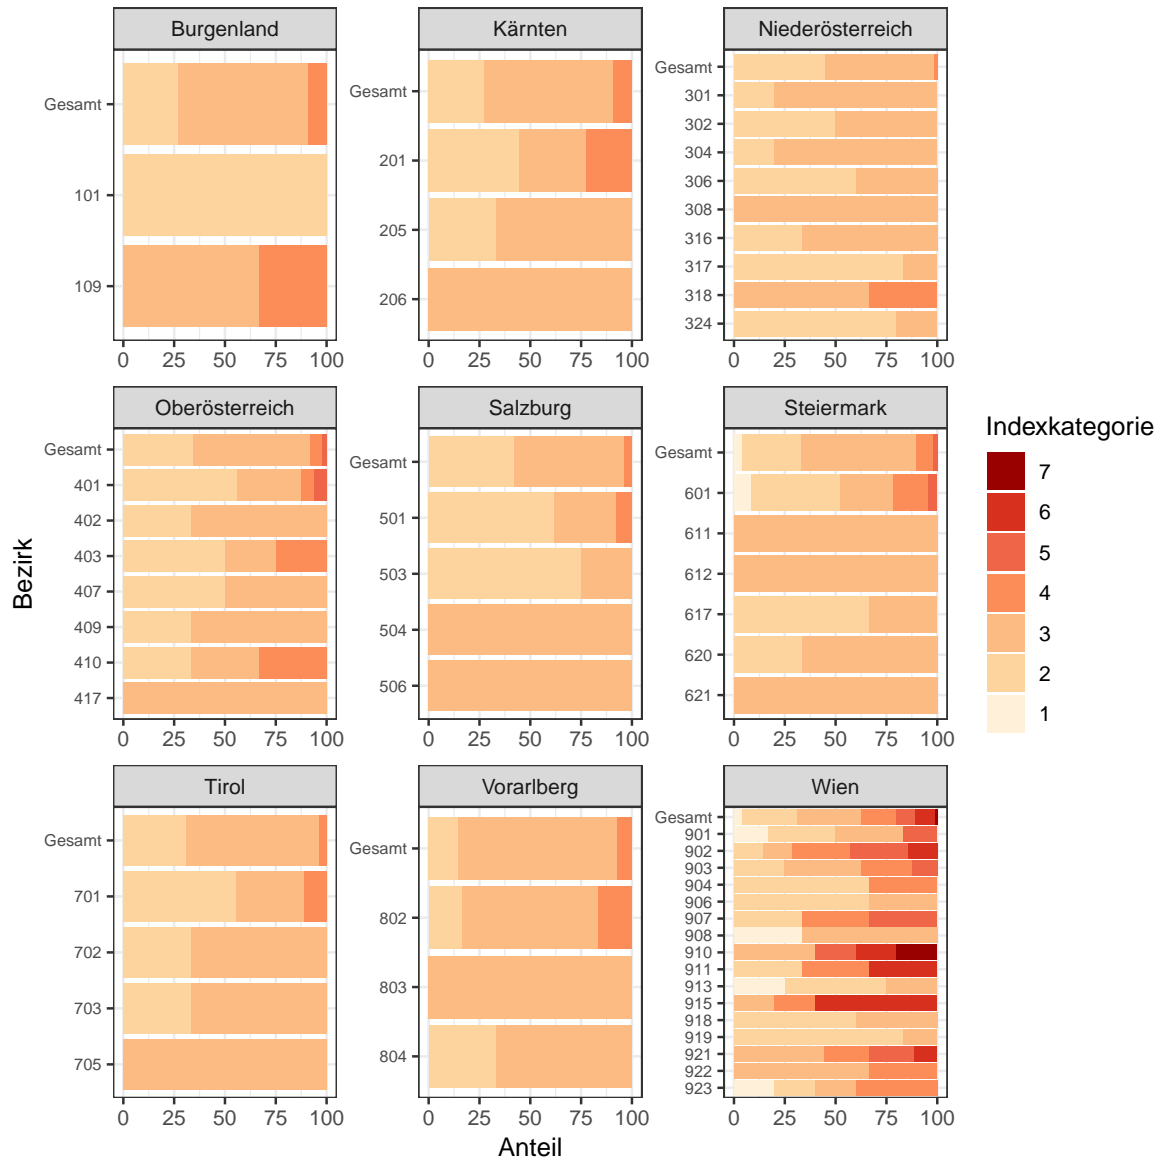 Burgenland
Kärnten
Niederösterreich
Gesamt
101
109
0 25 50 75 100
Gesamt
201
205
206
0 25 50 75 100
Gesamt
301
302
304
306
308
316
317
318
324
0 25 50 75 100
Oberösterreich
Salzburg
Steiermark
Gesamt
401
402
403
407
409
410
417
0 25 50 75 100
Gesamt
501
503
504
506
0 25 50 75 100
Gesamt
601
611
612
617
620
621
0 25 50 75 100
Tirol
Vorarlberg
Wien
Gesamt
701
702
703
705
0 25 50 75 100
Gesamt
802
803
804
0 25 50 75 100
Gesamt
901
902
903
904
906
907
908
910
911
913
915
918
919
921
922
923
0 25 50 75 100
Bezirk
Anteil
Indexkategorie
7
6
5
4
3
2
1